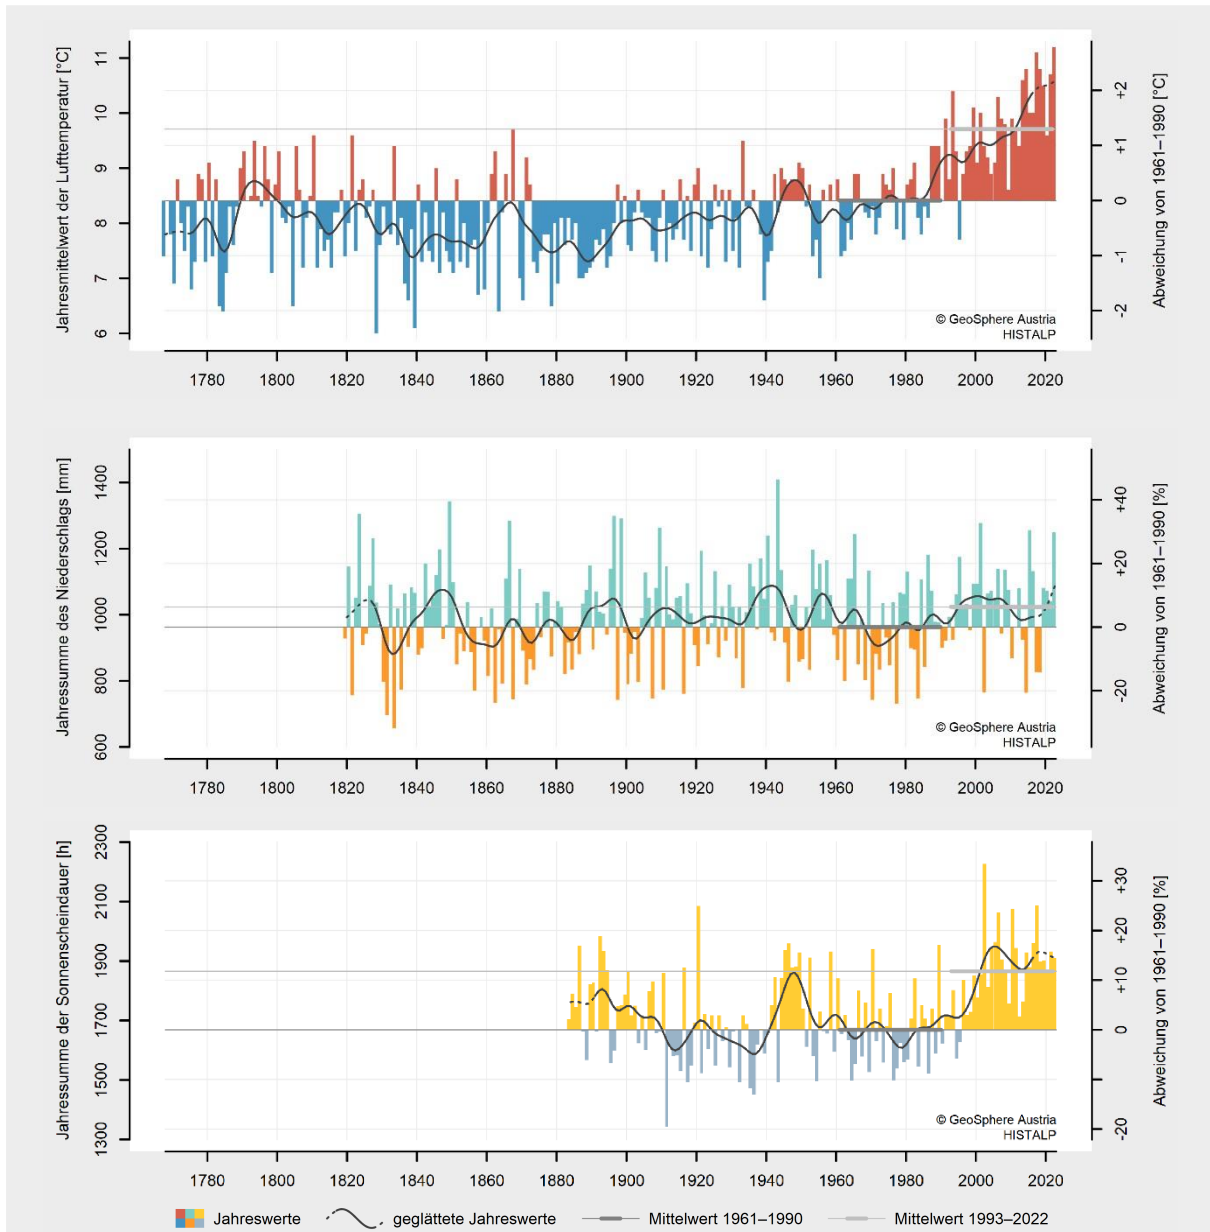 Jahresmittelwert der Lufttemperatur [°C]
11
10
9
8
7
6
+2
+1
0
-1
-2
Abweichung von 1961–1990 [°C]
© GeoSphere Austria
HISTALP
1780 1800 1820 1840 1860 1880 1900 1920 1940 1960 1980 2000 2020
Jahressumme des Niederschlags [mm]
1400
1200
1000
800
600
+40
+20
0
-20
Abweichung von 1961–1990 [%]
© GeoSphere Austria
HISTALP
1780 1800 1820 1840 1860 1880 1900 1920 1940 1960 1980 2000 2020
Jahressumme der Sonnenscheindauer [h]
2300
2100
1900
1700
1500
1300
+30
+20
+10
0
-20
Abweichung von 1961–1990 [%]
© GeoSphere Austria
HISTALP
1780 1800 1820 1840 1860 1880 1900 1920 1940 1960 1980 2000 2020
Jahreswerte geglättete Jahreswerte Mittelwert 1961–1990 Mittelwert 1993–2022